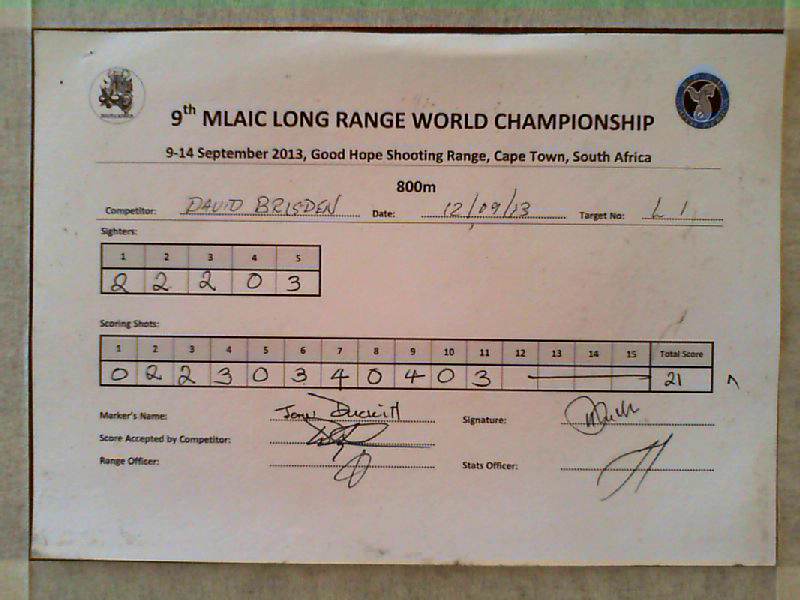 9th MLAIC LONG RANGE WORLD CHAMPIONSHIP
9-14 September 2013, Good Hope Shooting Range, Cape Town, South Africa
800m
Competitor: DAVID BRISDEN Date: 12/09/13 Target No: L 1
Sighters:
1 2 3 4 5
2 2 2 0 3
Scoring Shots:
1 2 3 4 5 6 7 8 9 10 11 12 13 14 15 Total Score
0 2 2 3 0 3 4 0 4 0 3 21
Marker's Name: John Signature:
Score Accepted by Competitor:
Range Officer: Stats Officer: